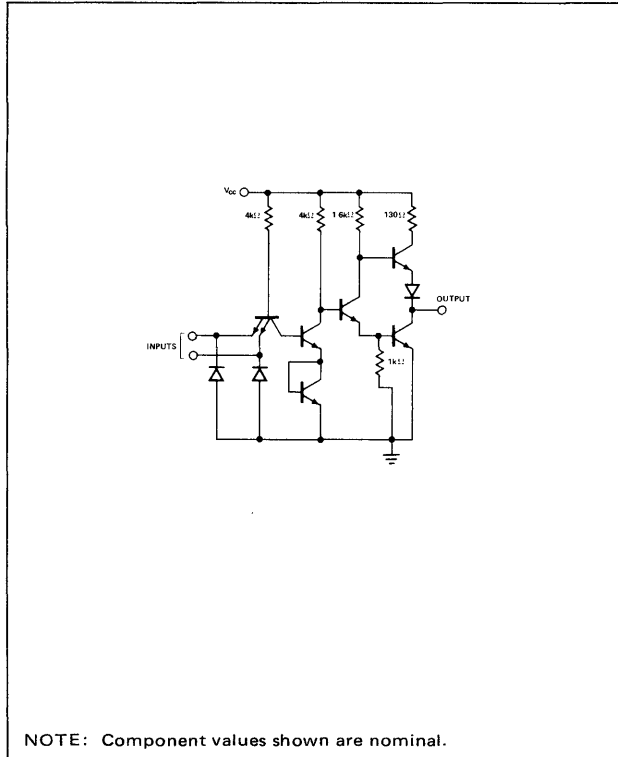 Vcc
4kΩ 4kΩ 1 6kΩ 130Ω
OUTPUT
INPUTS
1kΩ
NOTE: Component values shown are nominal.